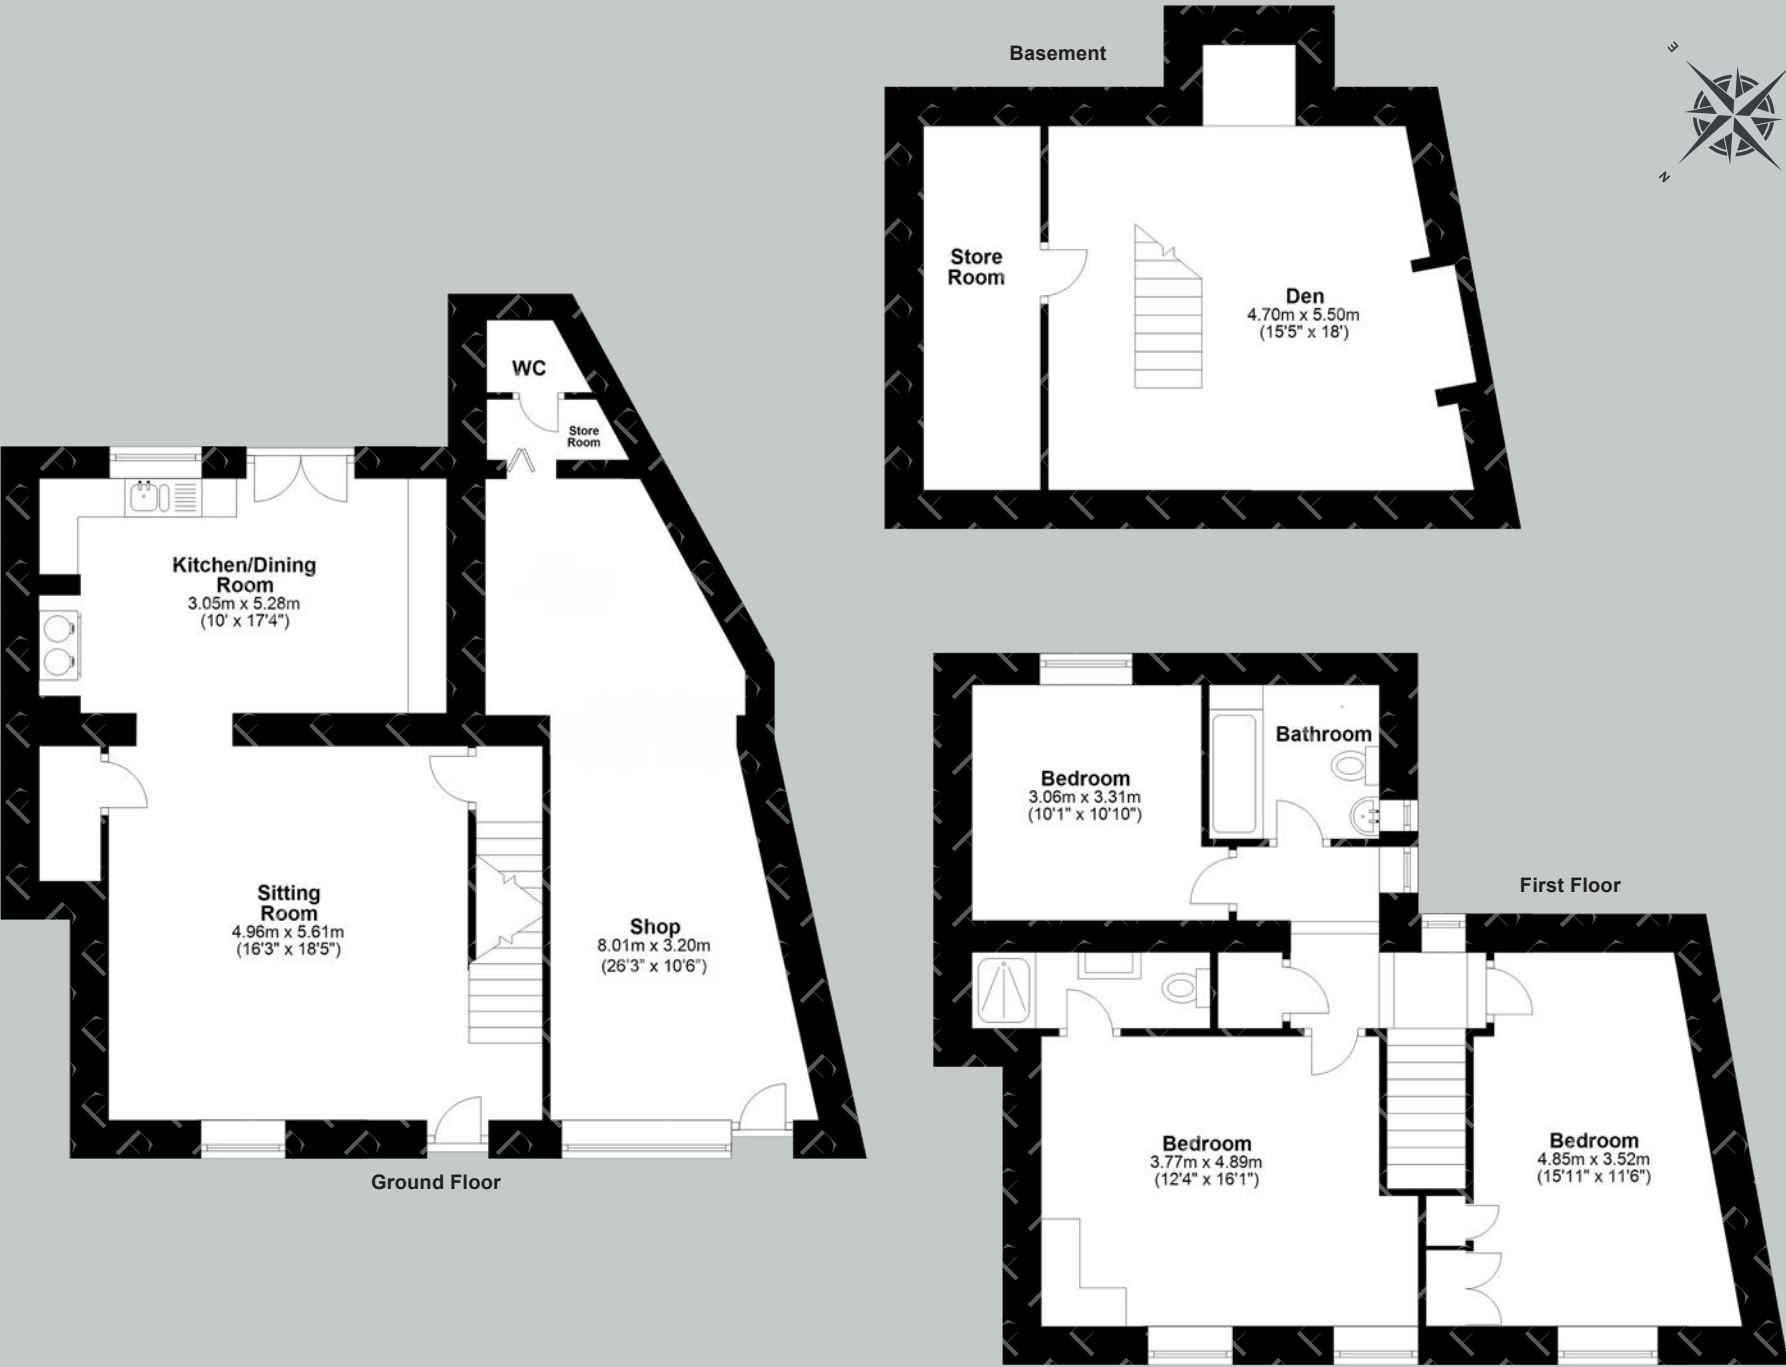 Basement
E
N
Store
Room
Den
4.70m x 5.50m
(15'5" x 18')
WC
Store
Room
Kitchen/Dining
Room
3.05m x 5.28m
(10' x 17'4")
Sitting
Room
4.96m x 5.61m
(16'3" x 18'5")
Shop
8.01m x 3.20m
(26'3" x 10'6")
Ground Floor
Bedroom
3.06m x 3.31m
(10'1" x 10'10")
Bathroom
First Floor
Bedroom
3.77m x 4.89m
(12'4" x 16'1")
Bedroom
4.85m x 3.52m
(15'11" x 11'6")